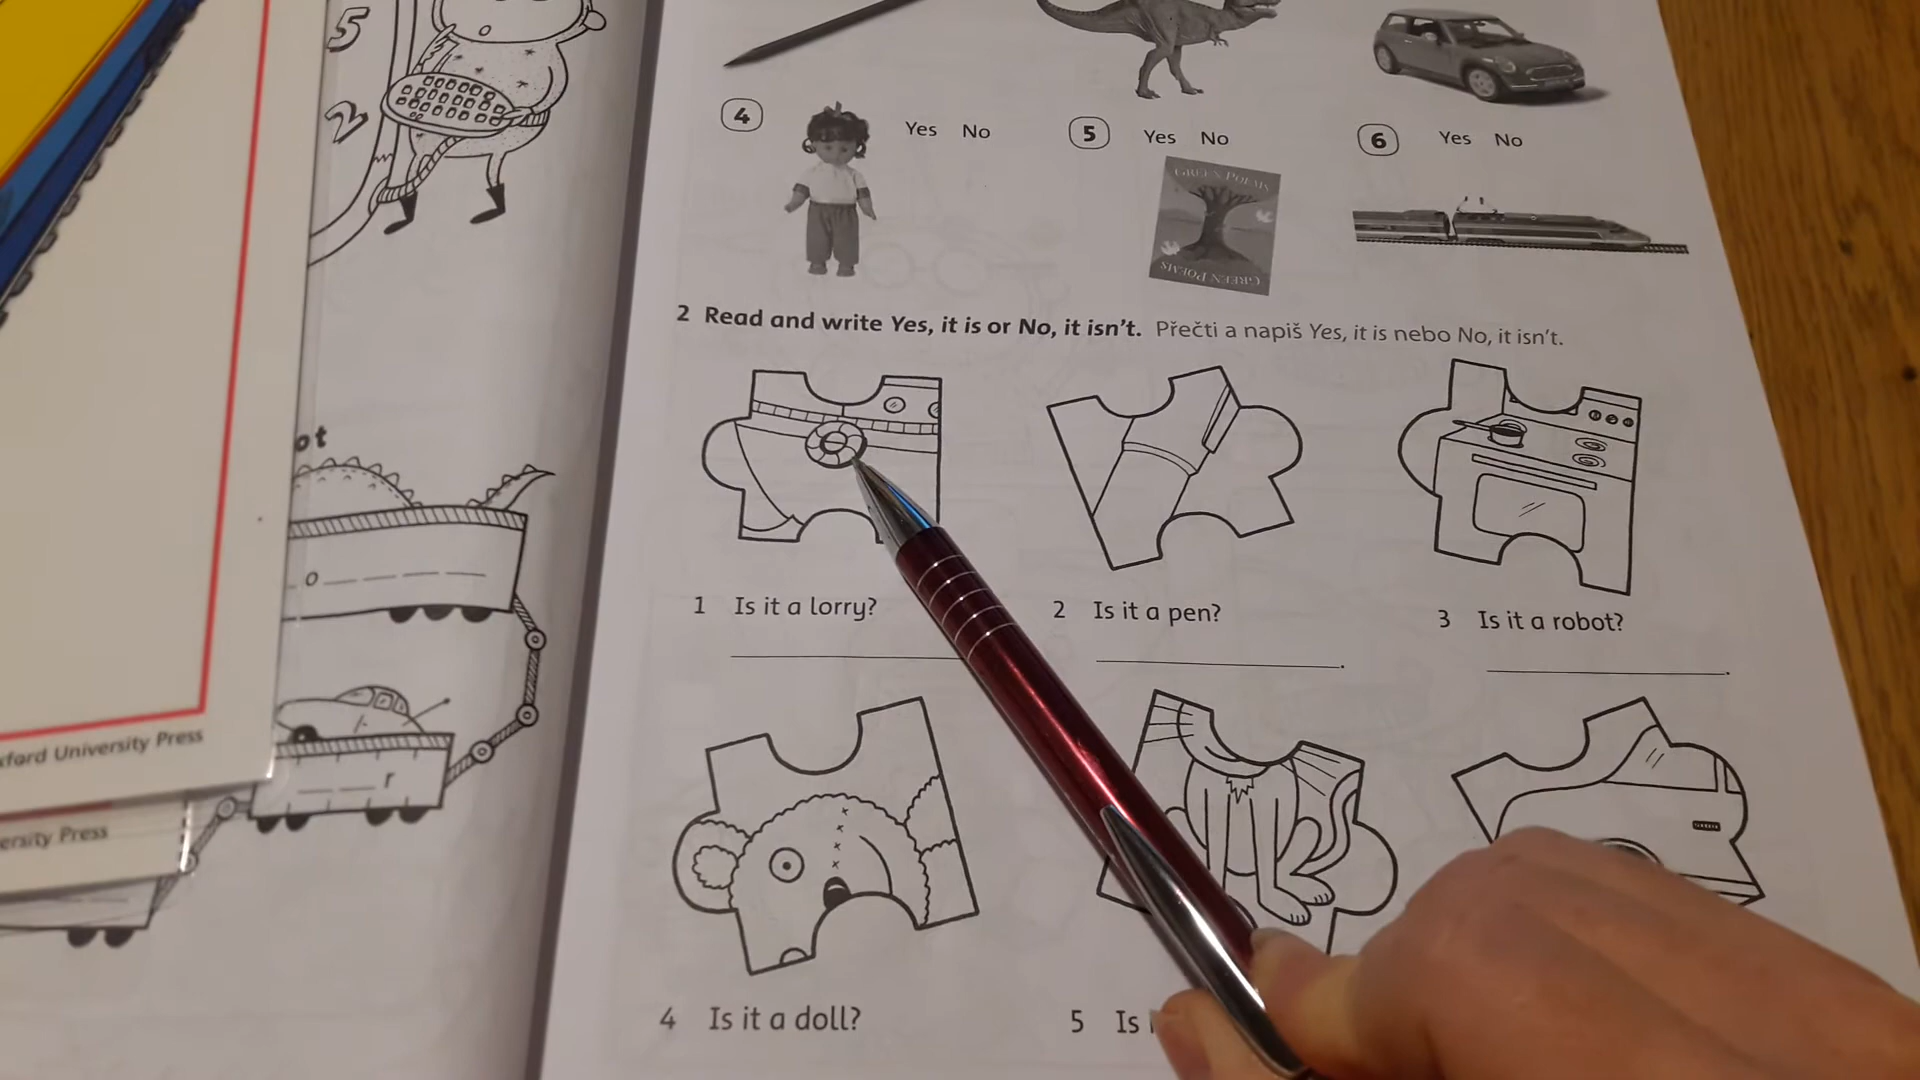 5
2
ot
o
r
xford University Press
ersity Press
4 Yes No
5 Yes No
6 Yes No
GREEN POEMS
GREEN POEMS
2 Read and write Yes, it is or No, it isn't. Přečti a napiš Yes, it is nebo No, it isn't.
1 Is it a lorry?
2 Is it a pen?
3 Is it a robot?
4 Is it a doll?
5 Is